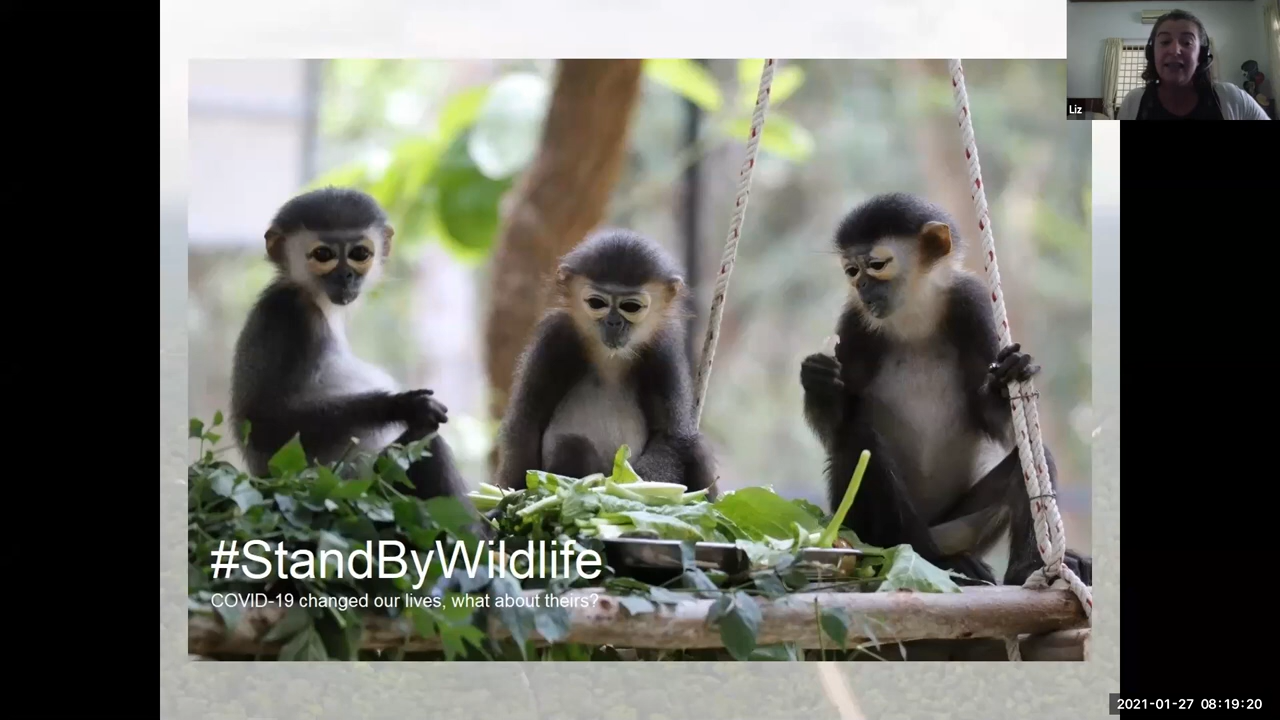 Liz
#StandByWildlife
COVID-19 changed our lives, what about theirs?
2021-01-27 08:19:20